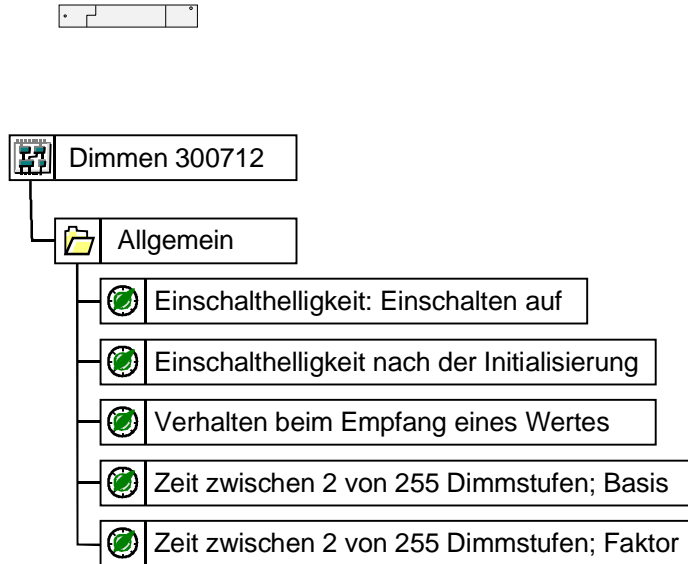 Dimmen 300712
Allgemein
Einschalthelligkeit: Einschalten auf
Einschalthelligkeit nach der Initialisierung
Verhalten beim Empfang eines Wertes
Zeit zwischen 2 von 255 Dimmstufen; Basis
Zeit zwischen 2 von 255 Dimmstufen; Faktor